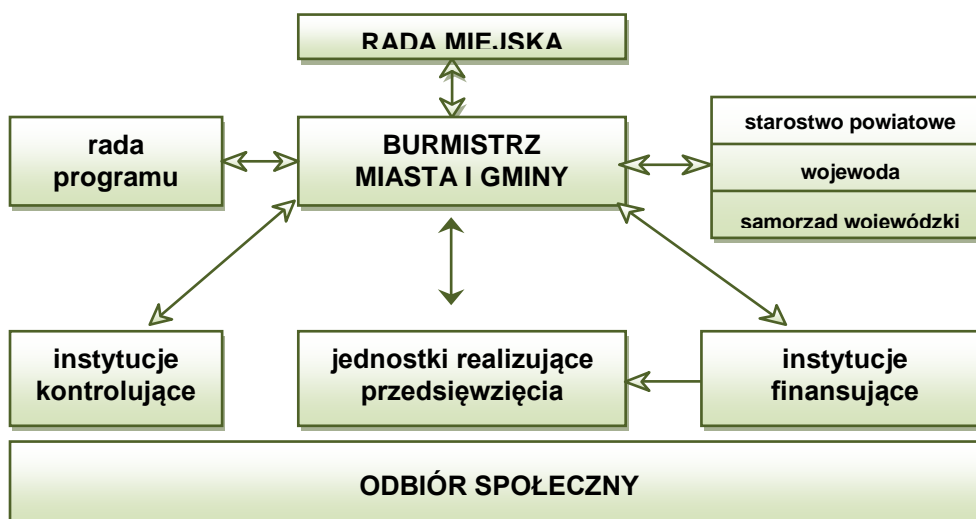 RADA MIEJSKA
rada
programu
BURMISTRZ
MIASTA I GMINY
starostwo powiatowe
wojewoda
samorząd wojewódzki
instytucje
kontrolujące
jednostki realizujące
przedsięwzięcia
instytucje
finansujące
ODBIÓR SPOŁECZNY